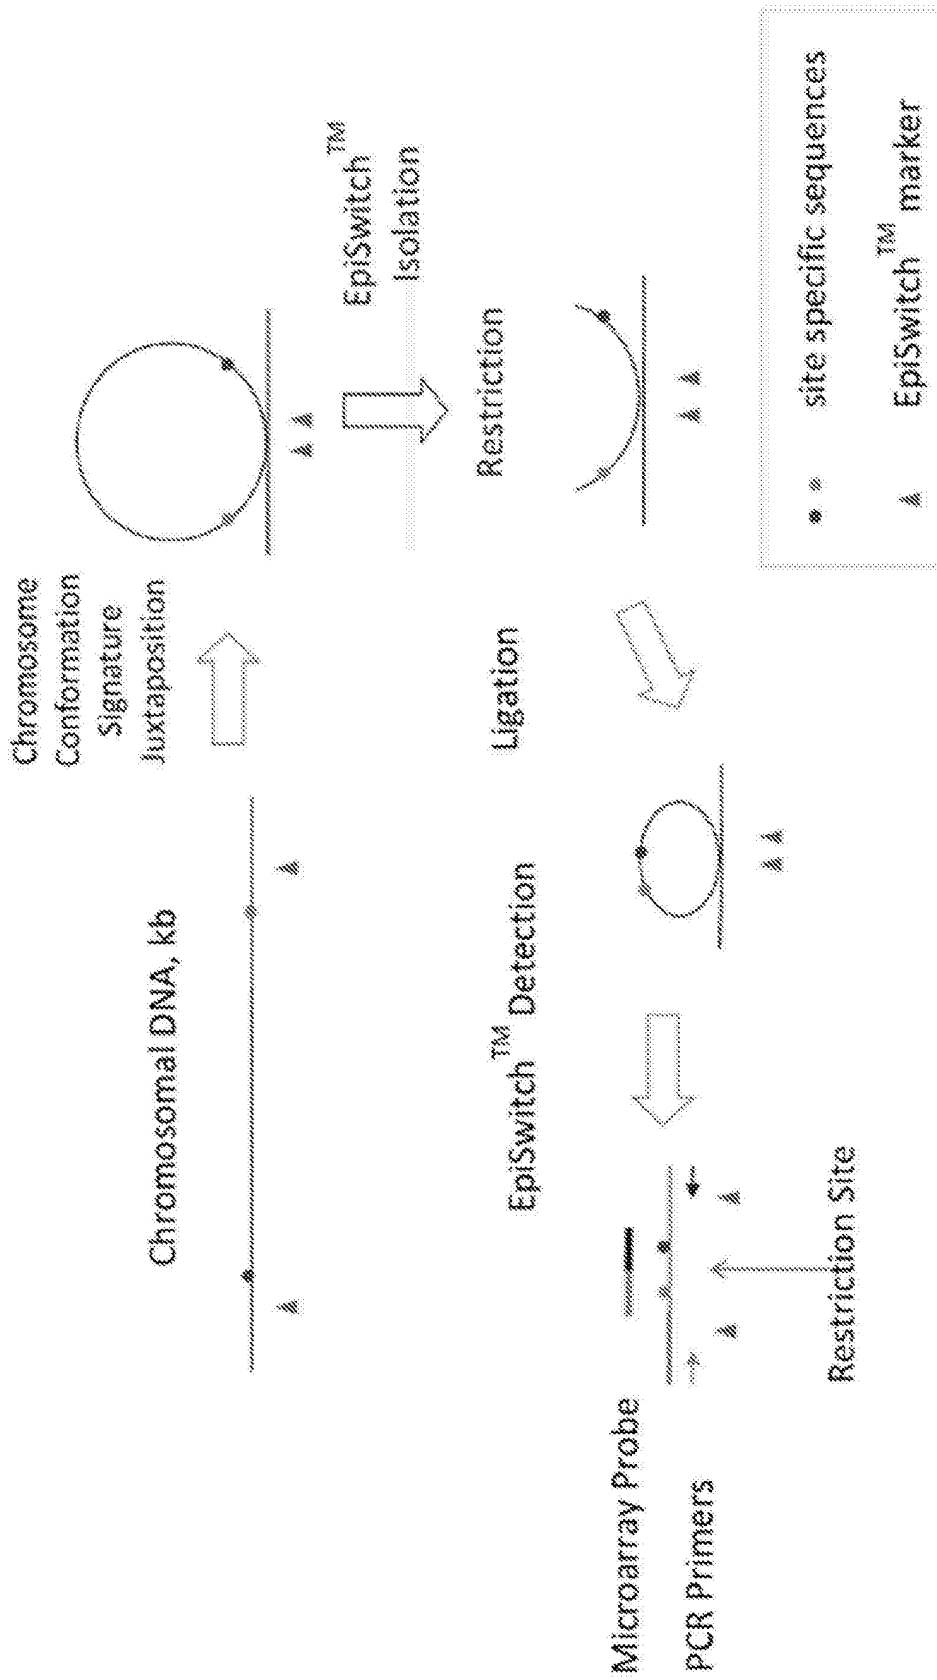 Chromosomal DNA, kb
Chromosome
Conformation
Signature
Juxtaposition
EpiSwitch™
Isolation
Restriction
Ligation
EpiSwitch™ Detection
Microarray Probe
PCR Primers
Restriction Site
site specific sequences
EpiSwitch™ marker